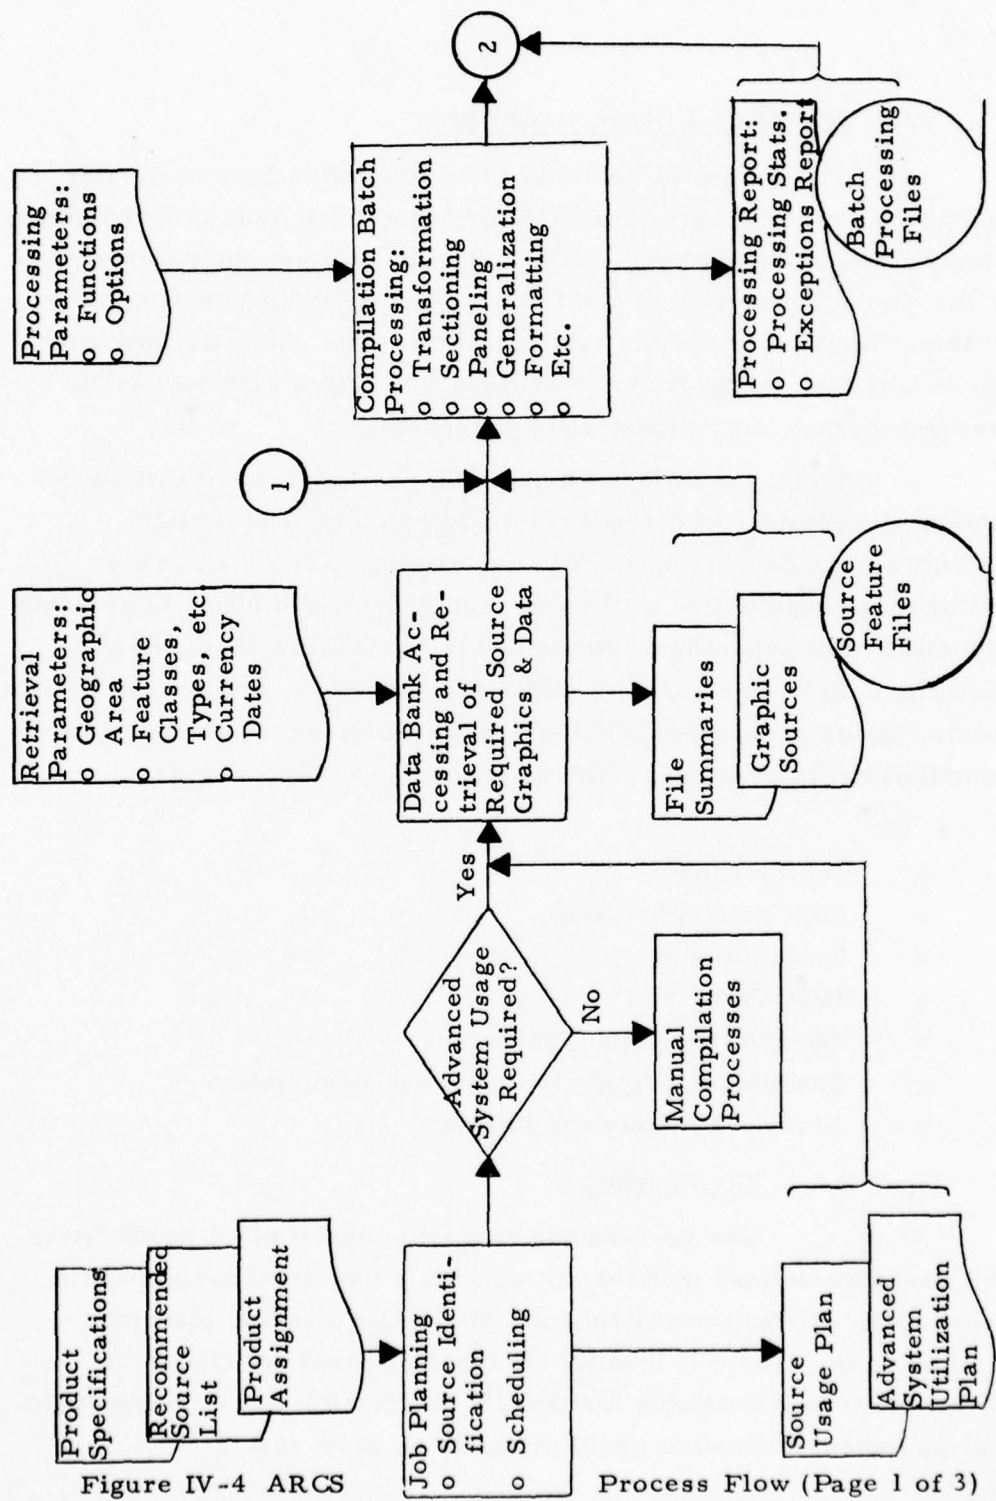 Product
Specifications
Recommended
Source
List
Product
Assignment
Job Planning
o Source Identi-
fication
o Scheduling
Source
Usage Plan
Advanced
System
Utilization
Plan
Advanced
System Usage
Required?
Yes
No
Manual
Compilation
Processes
Retrieval
Parameters:
o Geographic
Area
o Feature
Classes,
Types, etc
o Currency
Dates
Data Bank Ac-
cessing and Re-
trieval of
Required Source
Graphics & Data
File
Summaries
Graphic
Sources
Source
Feature
Files
1
Processing
Parameters:
o Functions
o Options
Compilation Batch
Processing:
o Transformation
o Sectioning
o Paneling
o Generalization
o Formatting
o Etc.
Processing Report:
o Processing Stats.
o Exceptions Report
Batch
Processing
Files
2
Figure IV-4 ARCS Process Flow (Page 1 of 3)